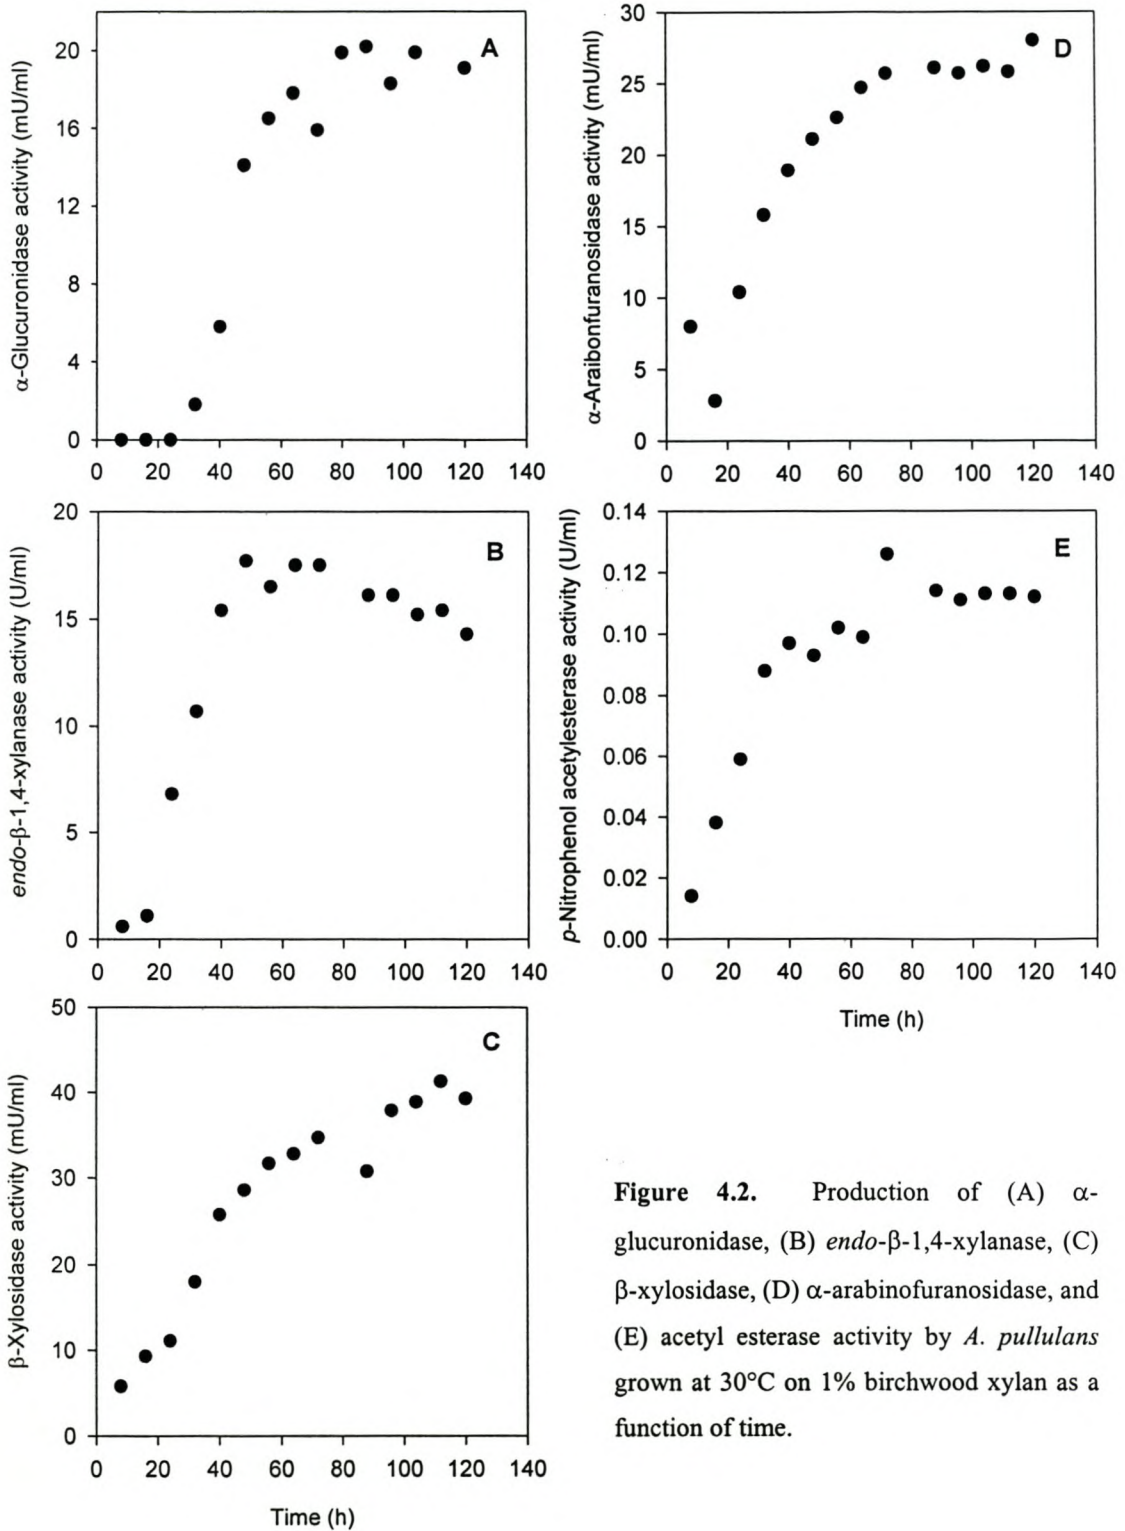 A
α-Glucuronidase activity (mU/ml)
20
16
12
8
4
0
0 20 40 60 80 100 120 140
B
endo-β-1,4-xylanase activity (U/ml)
20
15
10
5
0
0 20 40 60 80 100 120 140
C
β-Xylosidase activity (mU/ml)
50
40
30
20
10
0
0 20 40 60 80 100 120 140
Time (h)
D
α-Araibonfuranosidase activity (mU/ml)
30
25
20
15
10
5
0
0 20 40 60 80 100 120 140
E
p-Nitrophenol acetylesterase activity (U/ml)
0.14
0.12
0.10
0.08
0.06
0.04
0.02
0.00
0 20 40 60 80 100 120 140
Time (h)
Figure 4.2. Production of (A) α-
glucuronidase, (B) endo-β-1,4-xylanase, (C)
β-xylosidase, (D) α-arabinofuranosidase, and
(E) acetyl esterase activity by A. pullulans
grown at 30°C on 1% birchwood xylan as a
function of time.